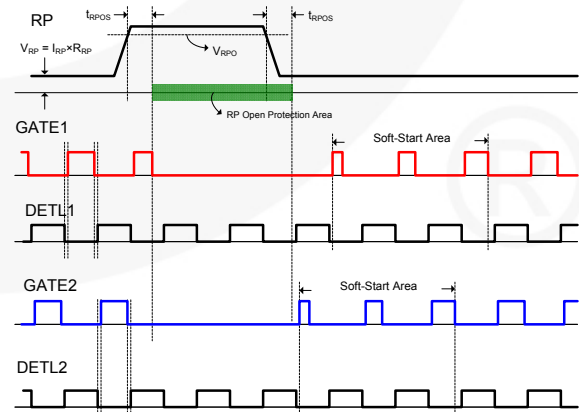 tRPOS
tRPOS
RP
VRP = IRP×RRP
VRPO
RP Open Protection Area
GATE1
Soft-Start Area
DETL1
GATE2
Soft-Start Area
DETL2
R